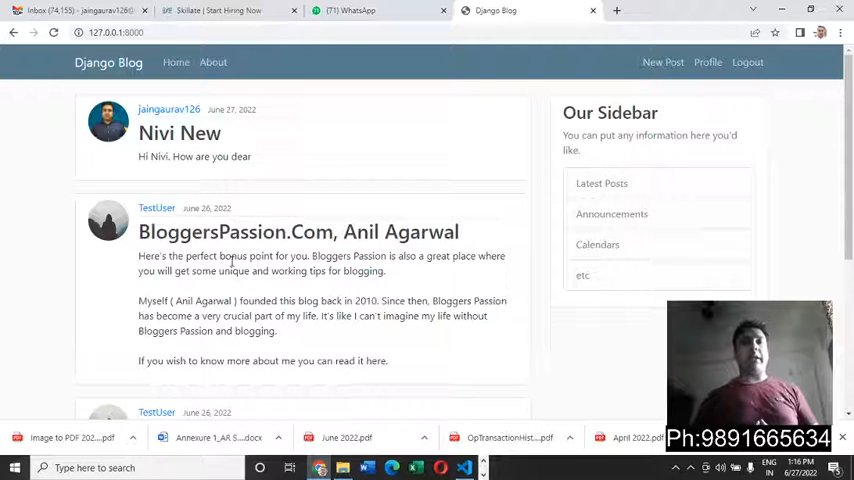 Inbox (74,155) - jaingaurav126@
Skillate | Start Hiring Now
(71) WhatsApp
Django Blog
127.0.0.1:8000
Django Blog
Home
About
New Post
Profile
Logout
jaingaurav126 June 27, 2022
Nivi New
Hi Nivi. How are you dear
TestUser June 26, 2022
BloggersPassion.Com, Anil Agarwal
Here's the perfect bonus point for you. Bloggers Passion is also a great place where
you will get some unique and working tips for blogging.
Myself ( Anil Agarwal ) founded this blog back in 2010. Since then, Bloggers Passion
has become a very crucial part of my life. It's like I can't imagine my life without
Bloggers Passion and blogging.
If you wish to know more about me you can read it here.
TestUser June 26, 2022
Our Sidebar
You can put any information here you'd
like.
Latest Posts
Announcements
Calendars
etc
Ph:9891665634
Image to PDF 202....pdf
Annexure 1_AR S....docx
June 2022.pdf
OpTransactionHist....pdf
April 2022.pdf
Type here to search
ENG
IN
1:16 PM
6/27/2022